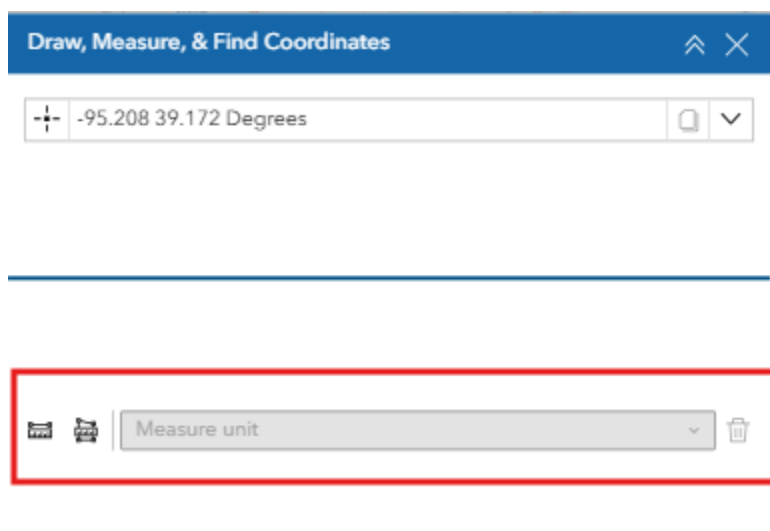 Draw, Measure, & Find Coordinates
-95.208 39.172 Degrees
Measure unit